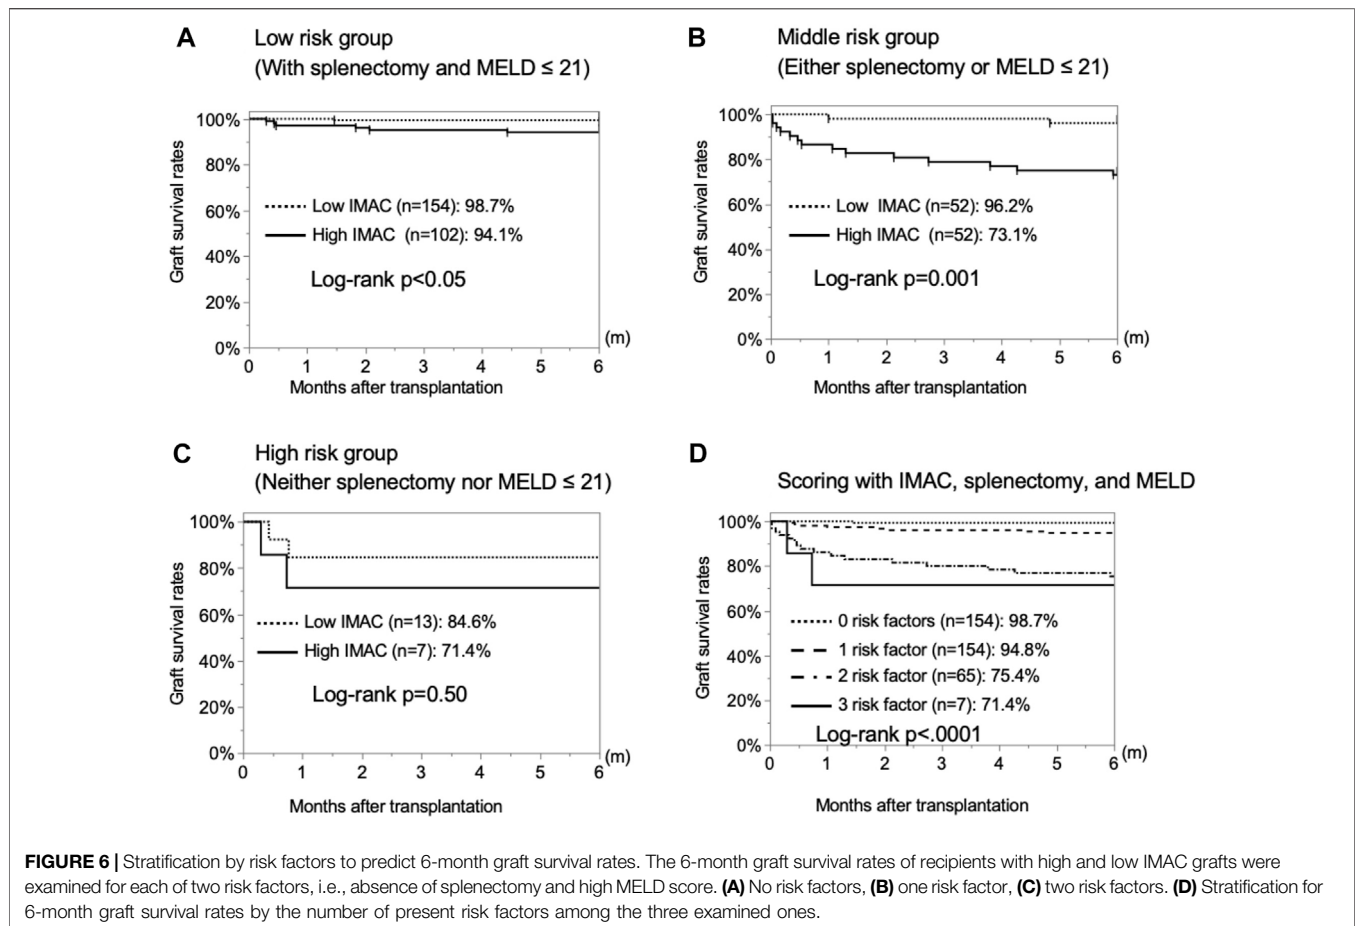 A
Low risk group
(With splenectomy and MELD ≤ 21)
Graft survival rates
100%
80%
60%
40%
20%
0%
Low IMAC (n=154): 98.7%
High IMAC (n=102): 94.1%
Log-rank p<0.05
0 1 2 3 4 5 6
(m)
Months after transplantation
B
Middle risk group
(Either splenectomy or MELD ≤ 21)
Graft survival rates
100%
80%
60%
40%
20%
0%
Low IMAC (n=52): 96.2%
High IMAC (n=52): 73.1%
Log-rank p=0.001
0 1 2 3 4 5 6
(m)
Months after transplantation
C
High risk group
(Neither splenectomy nor MELD ≤ 21)
Graft survival rates
100%
80%
60%
40%
20%
0%
Low IMAC (n=13): 84.6%
High IMAC (n=7): 71.4%
Log-rank p=0.50
0 1 2 3 4 5 6
(m)
Months after transplantation
D
Scoring with IMAC, splenectomy, and MELD
Graft survival rates
100%
80%
60%
40%
20%
0%
0 risk factors (n=154): 98.7%
1 risk factor (n=154): 94.8%
2 risk factor (n=65): 75.4%
3 risk factor (n=7): 71.4%
Log-rank p<.0001
0 1 2 3 4 5 6
(m)
Months after transplantation
FIGURE 6 | Stratification by risk factors to predict 6-month graft survival rates. The 6-month graft survival rates of recipients with high and low IMAC grafts were
examined for each of two risk factors, i.e., absence of splenectomy and high MELD score. (A) No risk factors, (B) one risk factor, (C) two risk factors. (D) Stratification for
6-month graft survival rates by the number of present risk factors among the three examined ones.